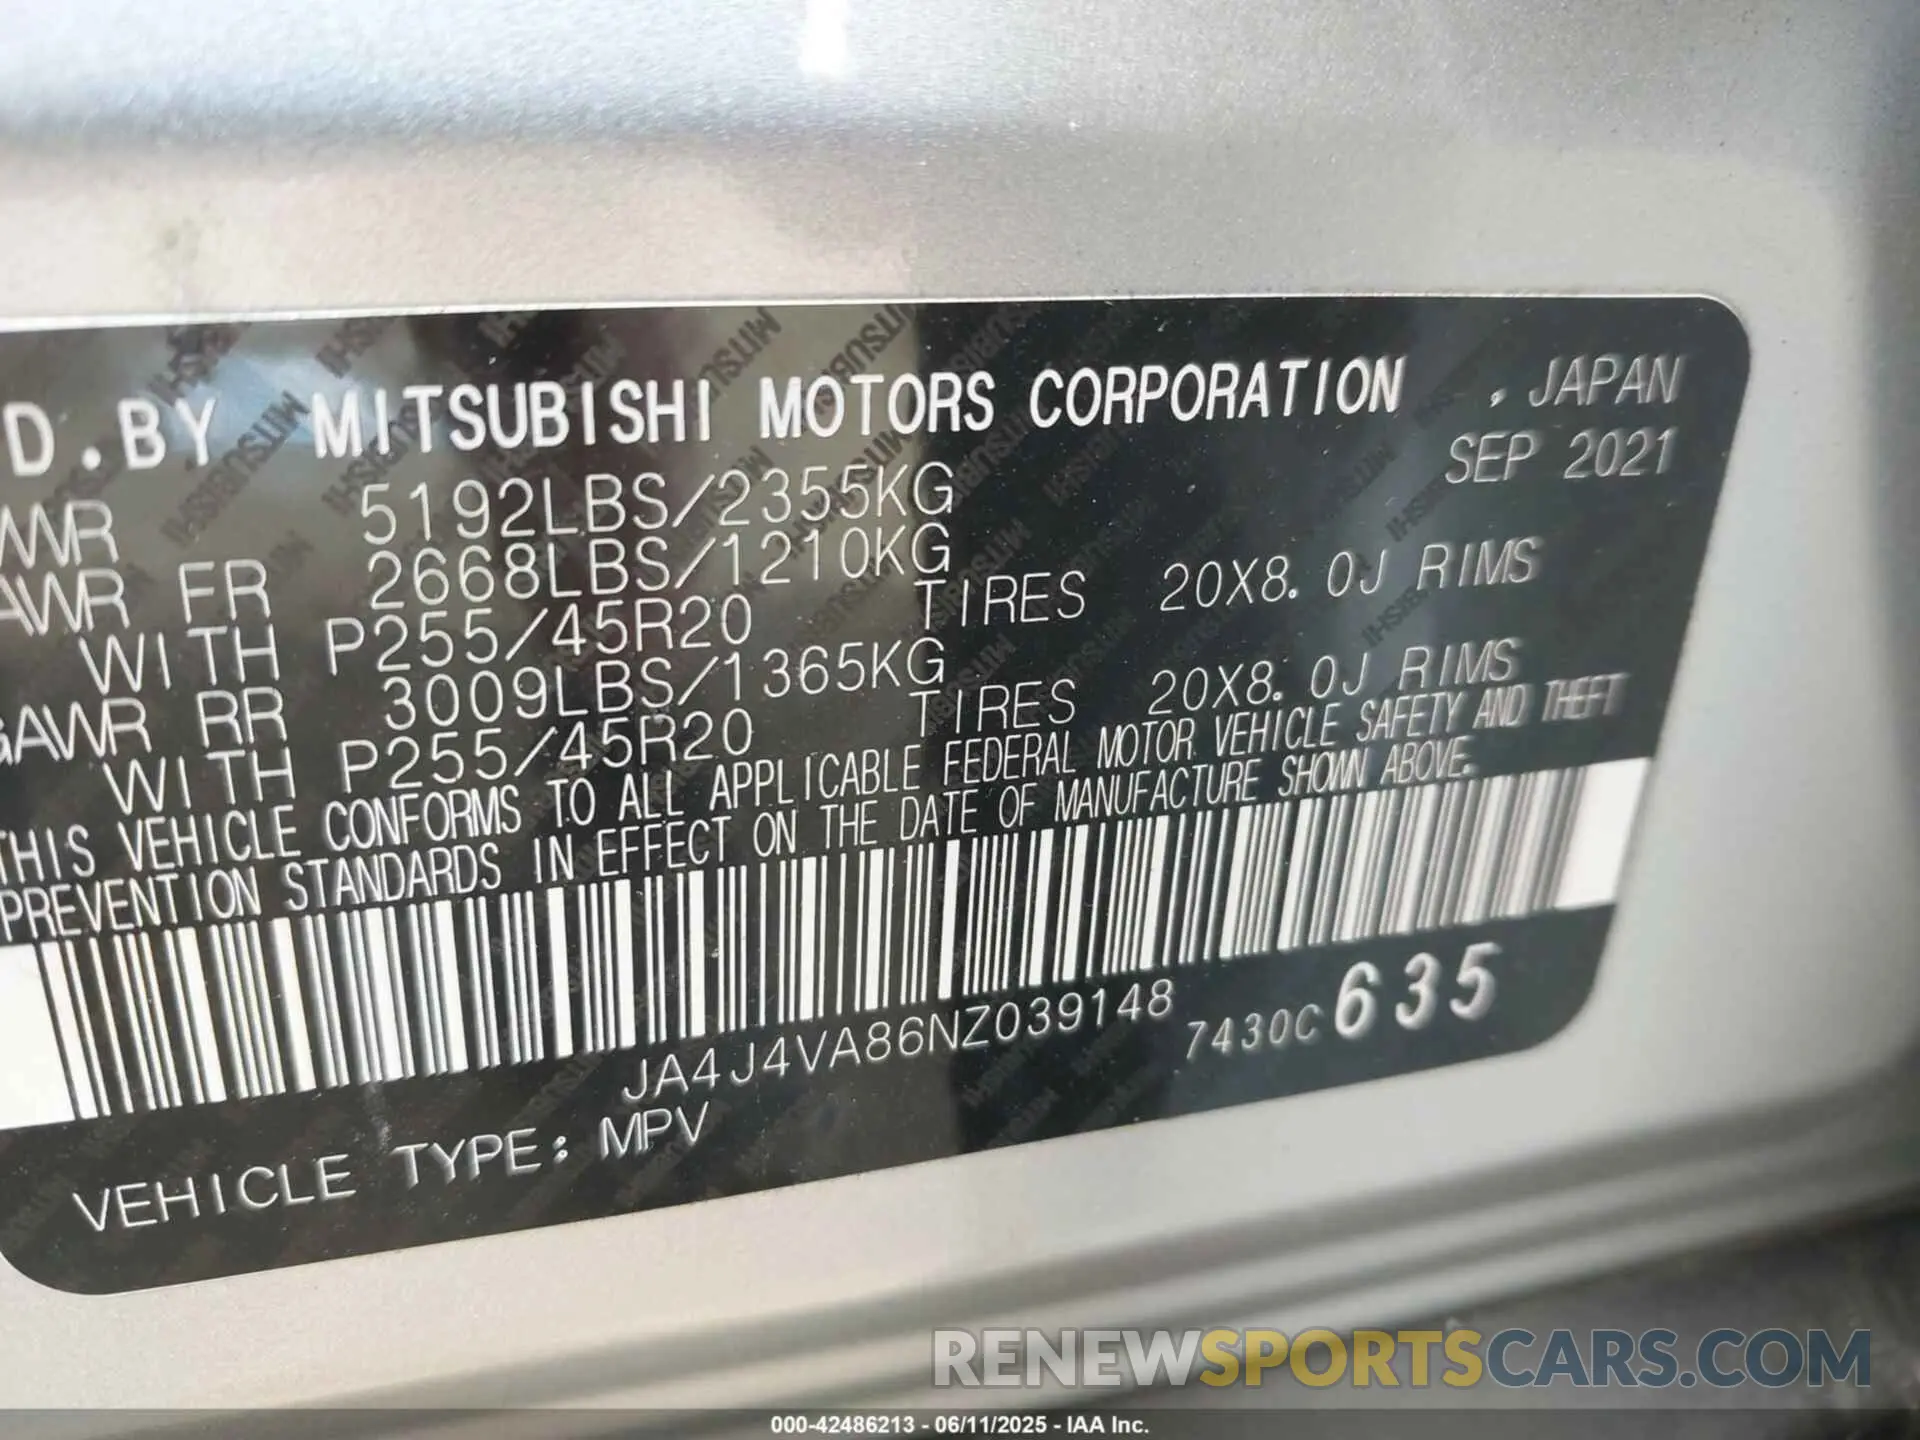 D.BY MITSUBISHI MOTORS CORPORATION , JAPAN
SEP 2021
WR 5192LBS/2355KG
AWR FR 2668LBS/1210KG
WITH P255/45R20 TIRES 20X8.0J RIMS
GAWR RR 3009LBS/1365KG
WITH P255/45R20 TIRES 20X8.0J RIMS
THIS VEHICLE CONFORMS TO ALL APPLICABLE FEDERAL MOTOR VEHICLE SAFETY AND THEFT
PREVENTION STANDARDS IN EFFECT ON THE DATE OF MANUFACTURE SHOWN ABOVE.
JA4J4VA86NZ039148 7430C 635
VEHICLE TYPE: MPV
RENEWSPORTSCARS.COM
000-42486213 - 06/11/2025 - IAA Inc.